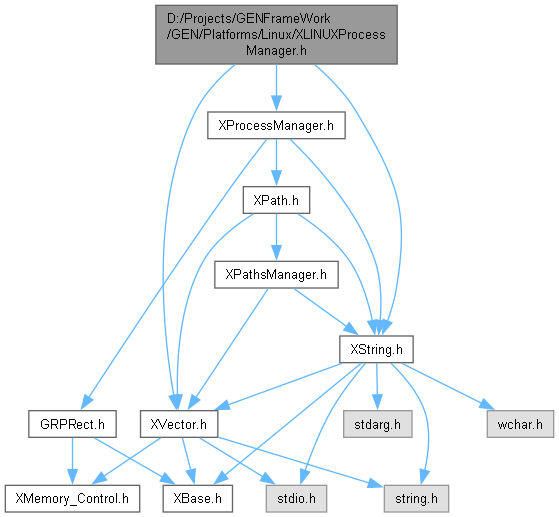 D:/Projects/GENFrameWork
/GEN/Platforms/Linux/XLINUXProcess
Manager.h
XProcessManager.h
XPath.h
XPathsManager.h
XString.h
GRPRect.h
XVector.h
stdarg.h
wchar.h
XMemory_Control.h
XBase.h
stdio.h
string.h